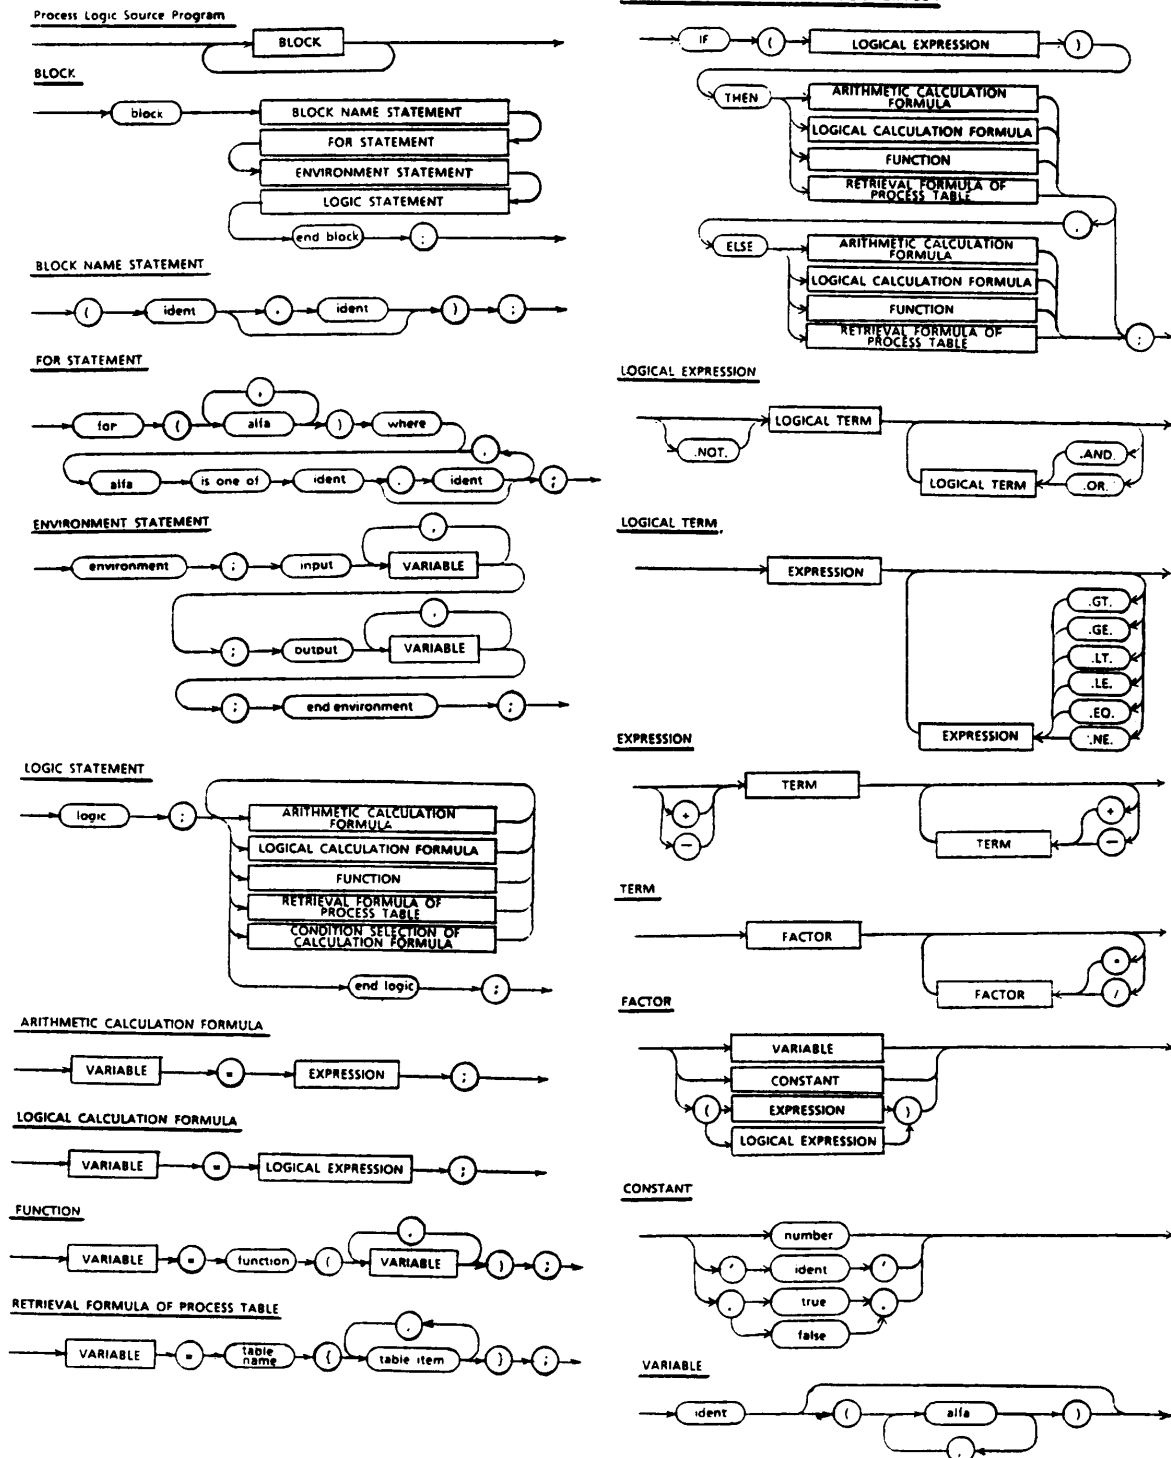 Process Logic Source Program
BLOCK
BLOCK
block
BLOCK NAME STATEMENT
FOR STATEMENT
ENVIRONMENT STATEMENT
LOGIC STATEMENT
end block ;
BLOCK NAME STATEMENT
( ident , ident ) ;
FOR STATEMENT
,
for ( alfa ) where
,
alfa is one of ident . ident ;
ENVIRONMENT STATEMENT
,
environment ; input VARIABLE
,
; output VARIABLE
; end environment ;
LOGIC STATEMENT
logic ;
ARITHMETIC CALCULATION
FORMULA
LOGICAL CALCULATION FORMULA
FUNCTION
RETRIEVAL FORMULA OF
PROCESS TABLE
CONDITION SELECTION OF
CALCULATION FORMULA
end logic ;
ARITHMETIC CALCULATION FORMULA
VARIABLE = EXPRESSION ;
LOGICAL CALCULATION FORMULA
VARIABLE = LOGICAL EXPRESSION ;
FUNCTION
,
VARIABLE = function ( VARIABLE ) ;
RETRIEVAL FORMULA OF PROCESS TABLE
,
VARIABLE = table
name ( table item ) ;
IF ( LOGICAL EXPRESSION )
THEN
ARITHMETIC CALCULATION
FORMULA
LOGICAL CALCULATION FORMULA
FUNCTION
RETRIEVAL FORMULA OF
PROCESS TABLE
,
ELSE
ARITHMETIC CALCULATION
FORMULA
LOGICAL CALCULATION FORMULA
FUNCTION
RETRIEVAL FORMULA OF
PROCESS TABLE
;
LOGICAL EXPRESSION
LOGICAL TERM
.NOT.
.AND.
LOGICAL TERM .OR.
LOGICAL TERM
EXPRESSION
.GT.
.GE.
.LT.
.LE.
.EQ.
EXPRESSION .NE.
EXPRESSION
TERM
+ +
− TERM −
TERM
FACTOR
*
FACTOR /
FACTOR
VARIABLE
CONSTANT
( EXPRESSION )
LOGICAL EXPRESSION
CONSTANT
number
' ident '
. true .
false
VARIABLE
ident ( alfa )
,